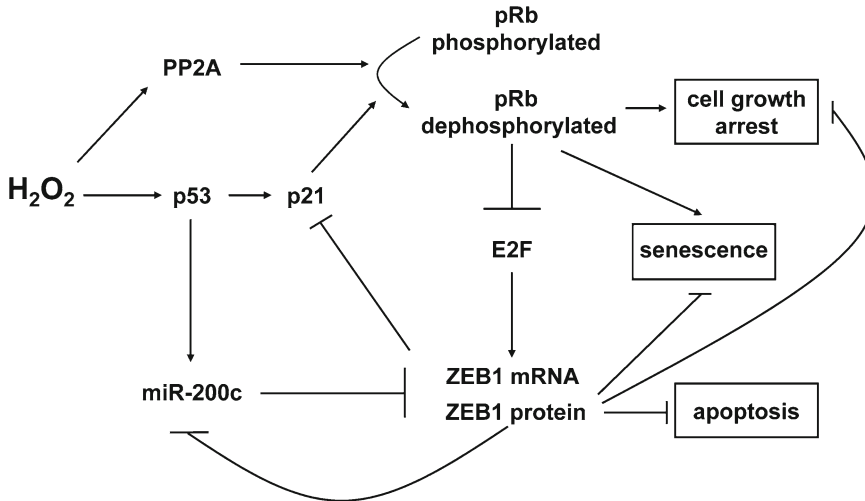 pRb
phosphorylated
PP2A
pRb
dephosphorylated
cell growth
arrest
H₂O₂
p53
p21
E2F
senescence
miR-200c
ZEB1 mRNA
ZEB1 protein
apoptosis